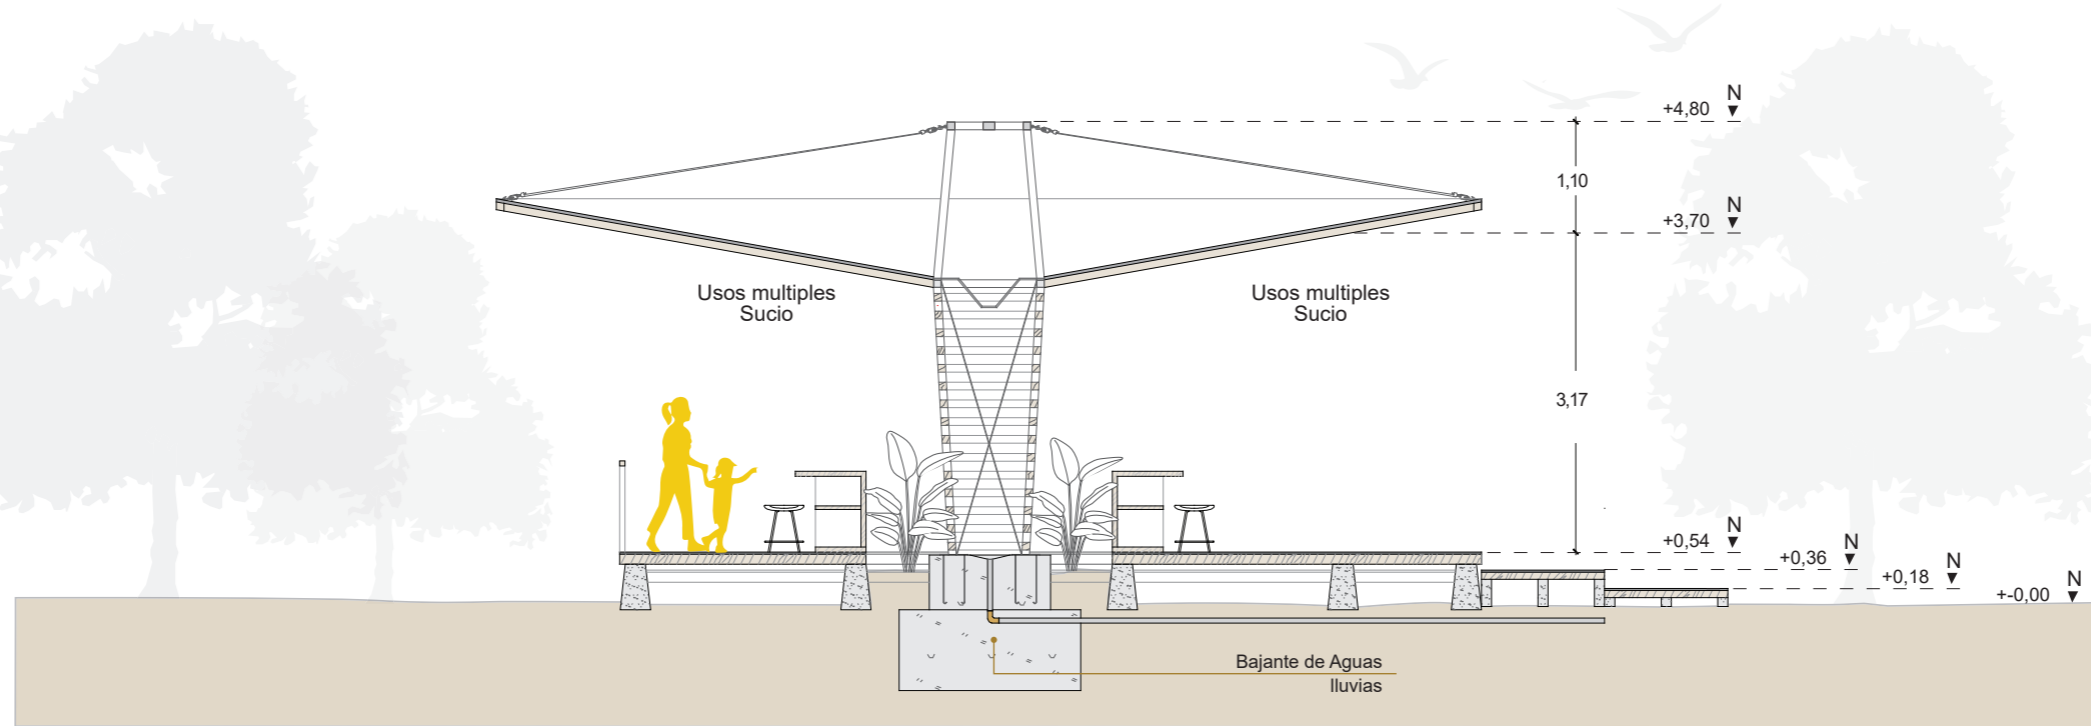 N
+4,80
1,10
N
+3,70
Usos multiples
Sucio
Usos multiples
Sucio
3,17
N
+0,54
N
+0,36
N
+0,18
N
+-0,00
Bajante de Aguas
lluvias